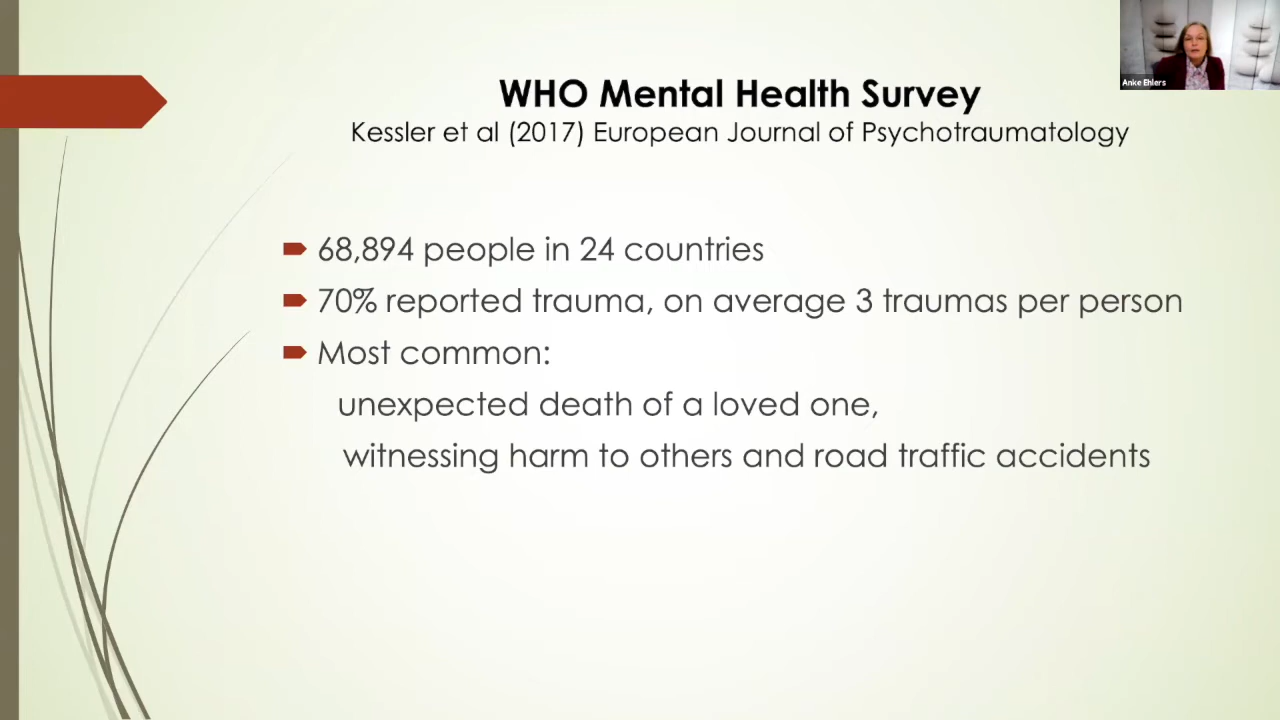 WHO Mental Health Survey
Kessler et al (2017) European Journal of Psychotraumatology
Anke Ehlers
68,894 people in 24 countries
70% reported trauma, on average 3 traumas per person
Most common:
unexpected death of a loved one,
witnessing harm to others and road traffic accidents